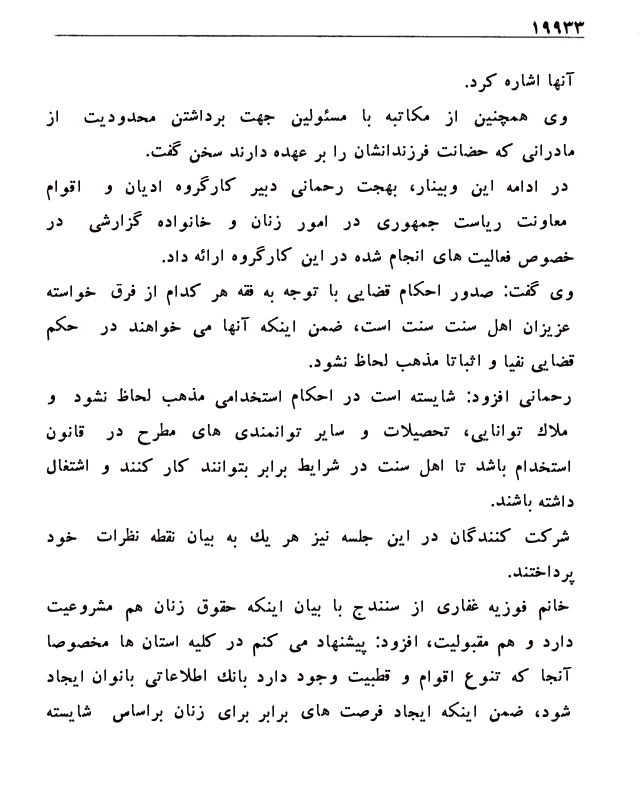 ۱۹۹۳۳
آنها اشاره کرد.
وی همچنین از مکاتبه با مسئولین جهت برداشتن محدودیت از
مادرانی که حضانت فرزندانشان را بر عهده دارند سخن گفت.
در ادامه این وبینار، بهجت رحمانی دبیر کارگروه ادیان و اقوام
معاونت ریاست جمهوری در امور زنان و خانواده گزارشی در
خصوص فعالیت های انجام شده در این کارگروه ارائه داد.
وی گفت: صدور احکام قضایی با توجه به فقه هر کدام از فرق خواسته
عزیزان اهل سنت سنت است، ضمن اینکه آنها می خواهند در حکم
قضایی نفیا و اثباتا مذهب لحاظ نشود.
رحمانی افزود: شایسته است در احکام استخدامی مذهب لحاظ نشود و
ملاك توانایی، تحصیلات و سایر توانمندی های مطرح در قانون
استخدام باشد تا اهل سنت در شرایط برابر بتوانند کار کنند و اشتغال
داشته باشند.
شرکت کنندگان در این جلسه نیز هر یك به بیان نقطه نظرات خود
پرداختند.
خانم فوزیه غفاری از سنندج با بیان اینکه حقوق زنان هم مشروعیت
دارد و هم مقبولیت، افزود: پیشنهاد می کنم در کلیه استان ها مخصوصا
آنجا که تنوع اقوام و قطبیت وجود دارد بانك اطلاعاتی بانوان ایجاد
شود، ضمن اینکه ایجاد فرصت های برابر برای زنان براساس شایسته